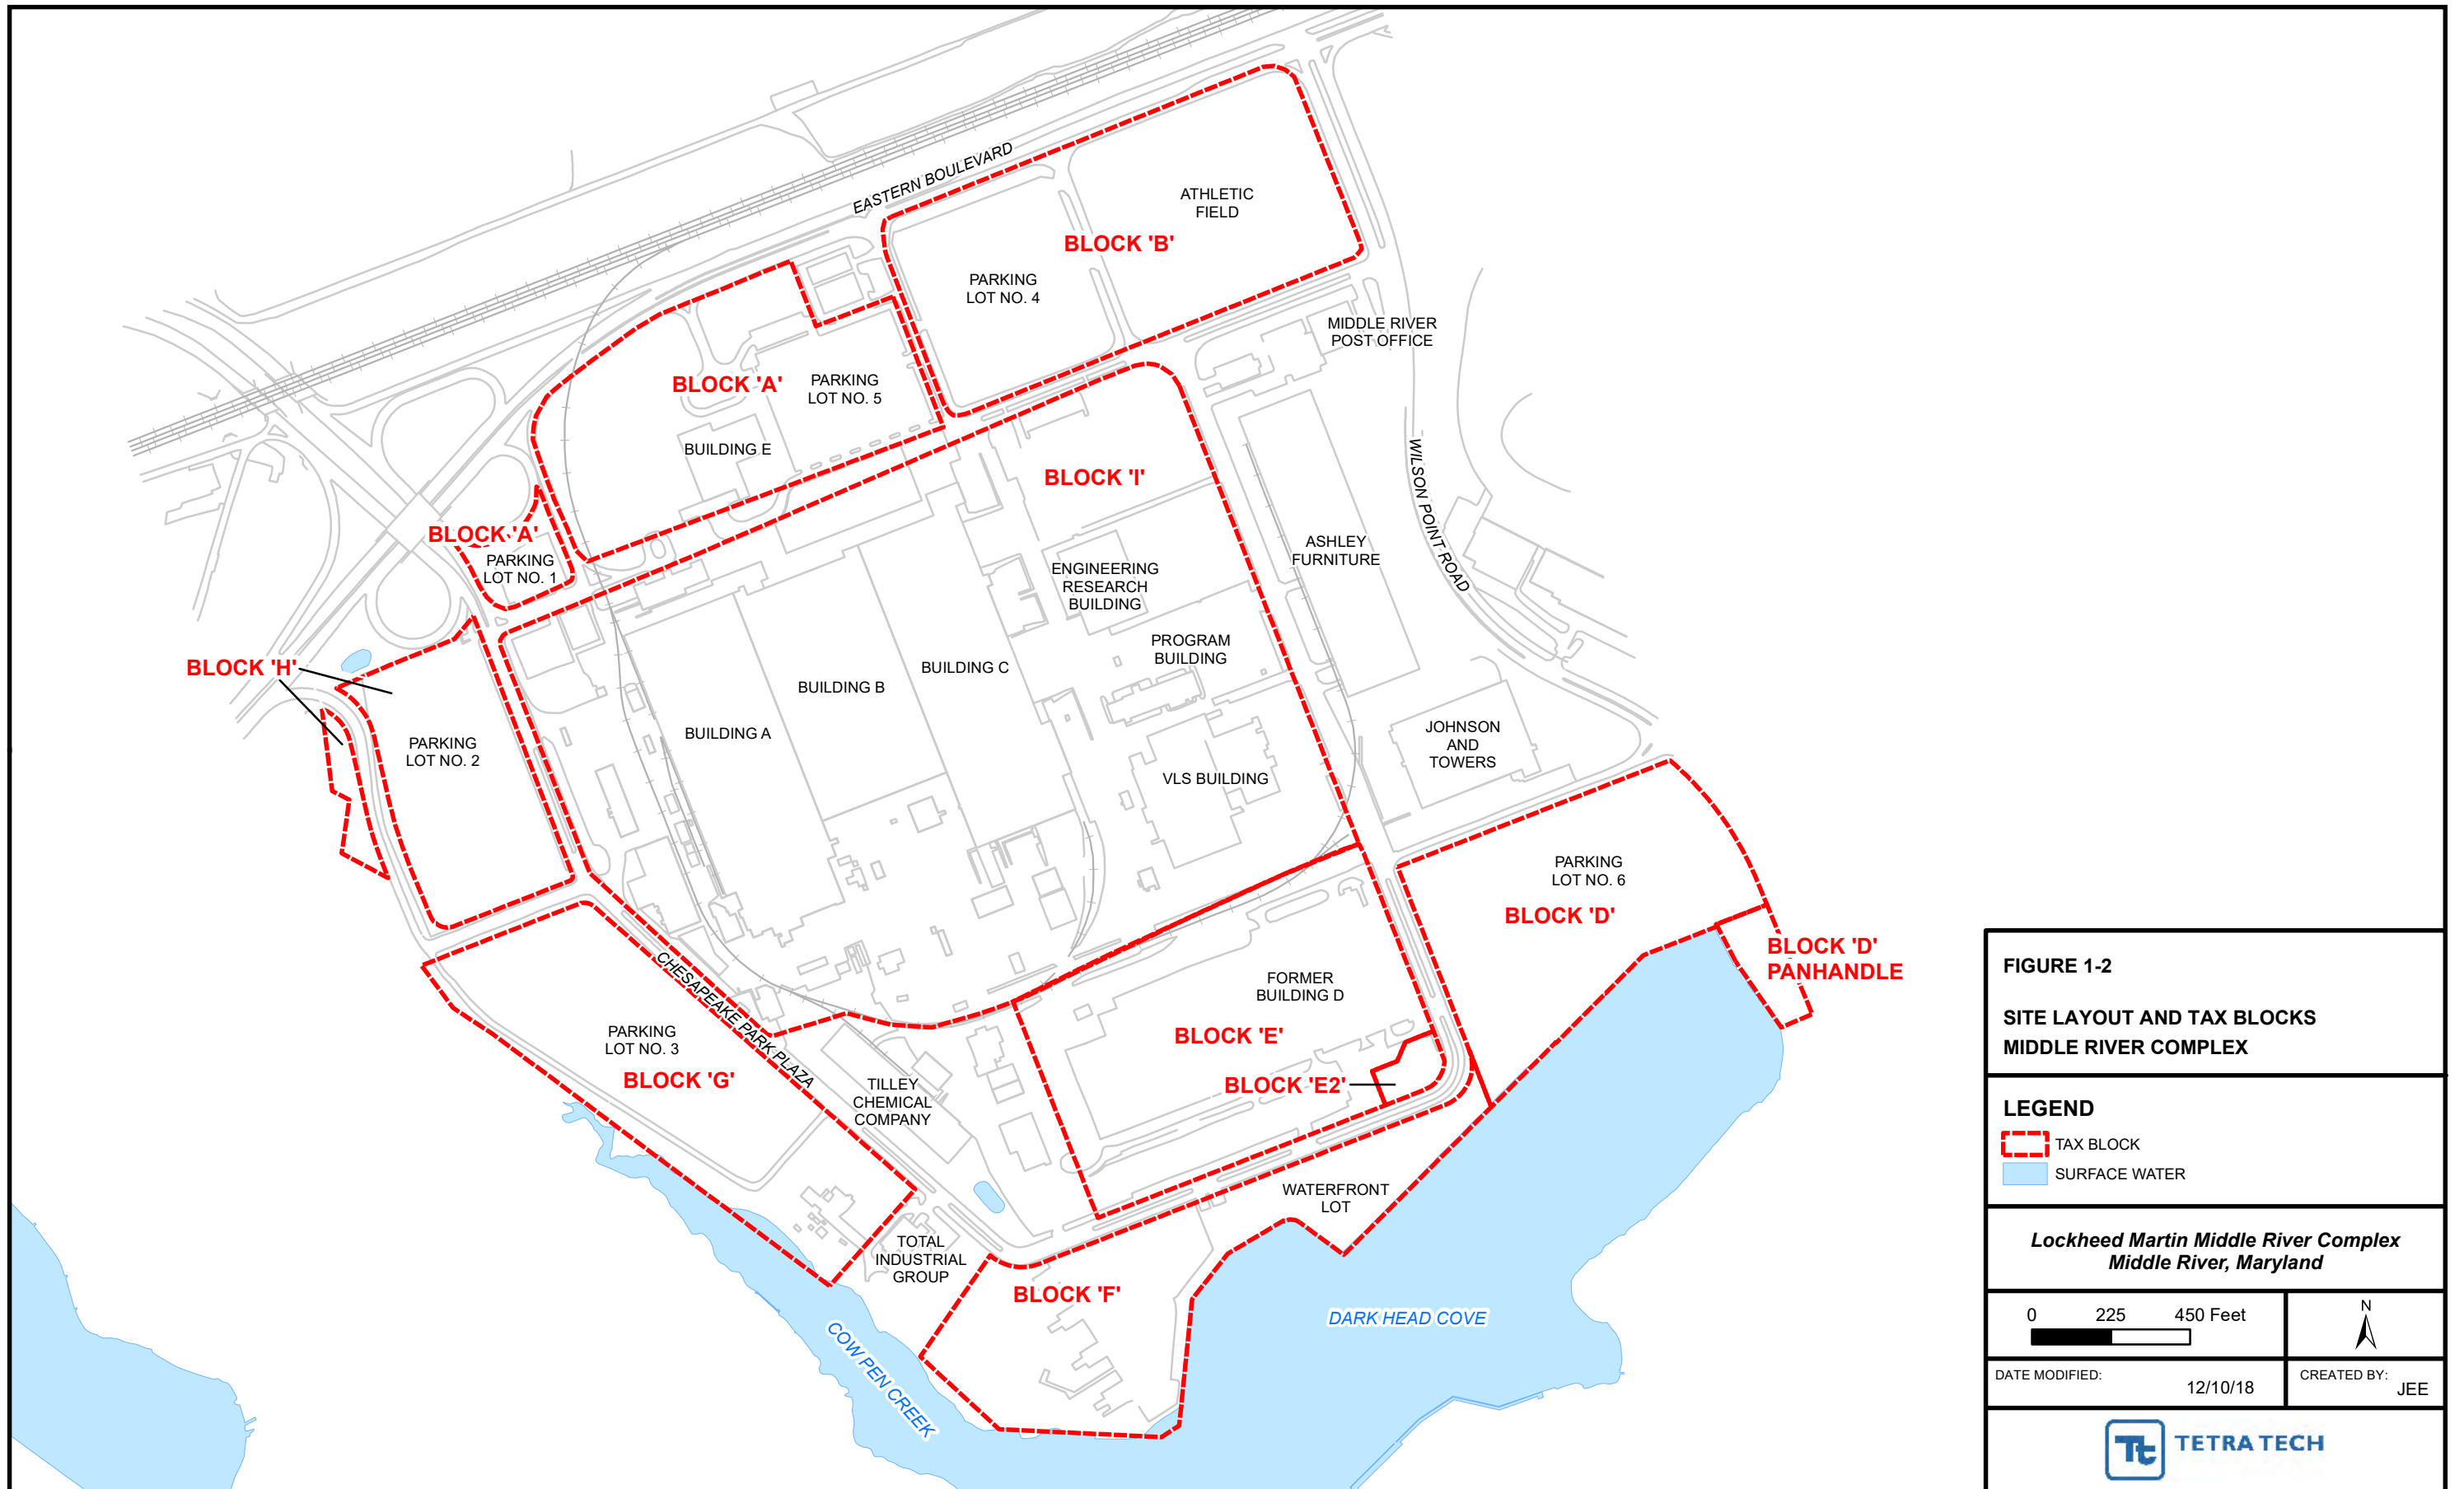 EASTERN BOULEVARD
ATHLETIC
FIELD
BLOCK 'B'
PARKING
LOT NO. 4
MIDDLE RIVER
POST OFFICE
BLOCK 'A'
PARKING
LOT NO. 5
BUILDING E
BLOCK 'I'
WILSON POINT ROAD
BLOCK 'A'
PARKING
LOT NO. 1
ASHLEY
FURNITURE
ENGINEERING
RESEARCH
BUILDING
PROGRAM
BUILDING
BLOCK 'H'
BUILDING C
BUILDING B
BUILDING A
PARKING
LOT NO. 2
JOHNSON
AND
TOWERS
VLS BUILDING
PARKING
LOT NO. 6
BLOCK 'D'
BLOCK 'D'
PANHANDLE
CHESAPEAKE PARK PLAZA
FORMER
BUILDING D
BLOCK 'E'
PARKING
LOT NO. 3
BLOCK 'G'
BLOCK 'E2'
TILLEY
CHEMICAL
COMPANY
WATERFRONT
LOT
TOTAL
INDUSTRIAL
GROUP
BLOCK 'F'
DARK HEAD COVE
COW PEN CREEK
FIGURE 1-2
SITE LAYOUT AND TAX BLOCKS
MIDDLE RIVER COMPLEX
LEGEND
TAX BLOCK
SURFACE WATER
Lockheed Martin Middle River Complex
Middle River, Maryland
0 225 450 Feet
N
DATE MODIFIED: 12/10/18
CREATED BY: JEE
Tt TETRA TECH